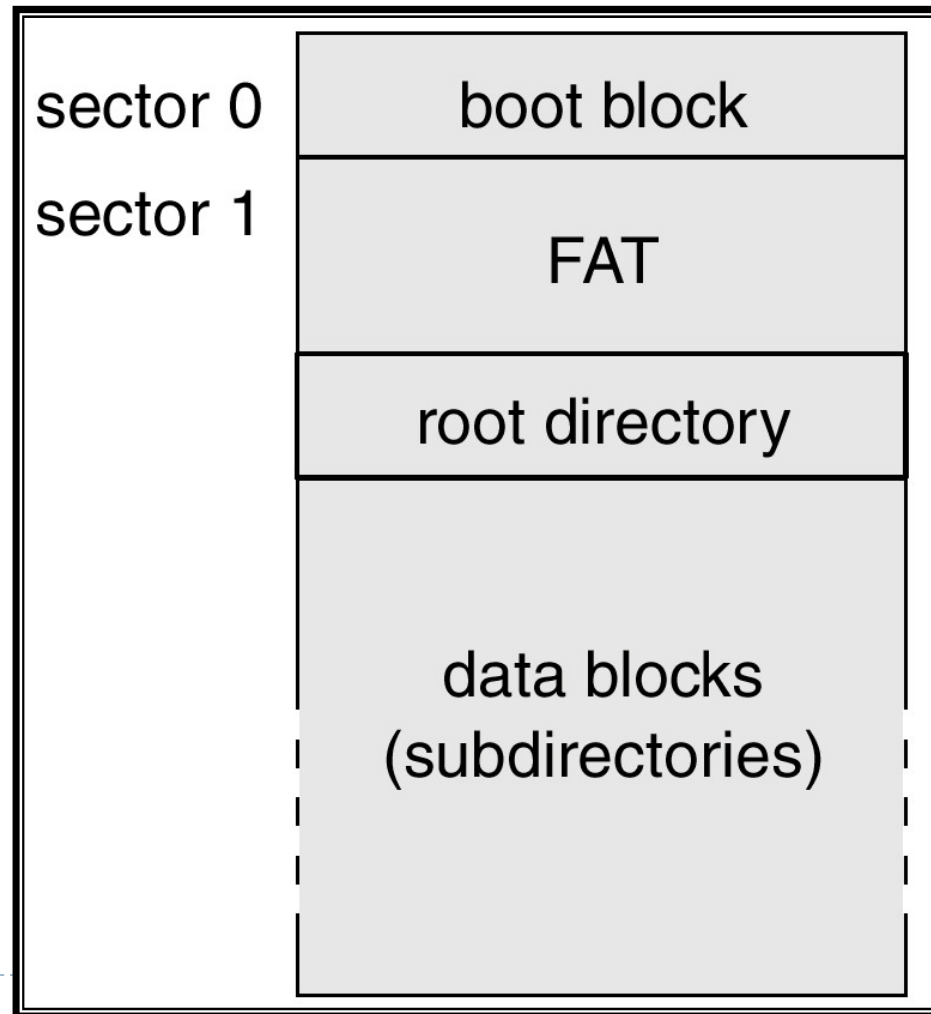 sector 0
boot block
sector 1
FAT
root directory
data blocks
(subdirectories)